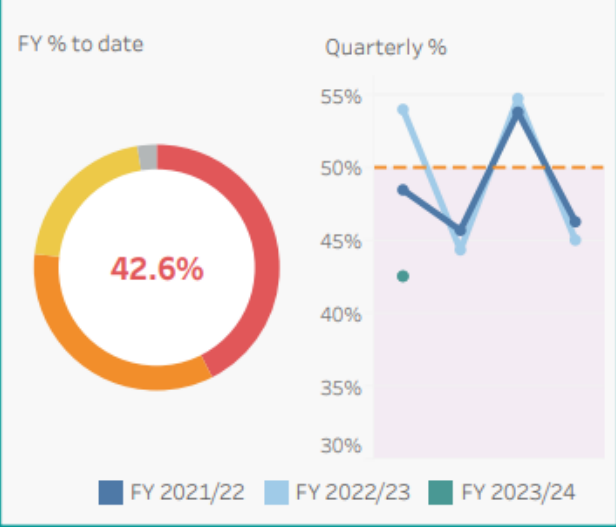 FY % to date
Quarterly %
55%
50%
45%
40%
35%
30%
42.6%
FY 2021/22
FY 2022/23
FY 2023/24